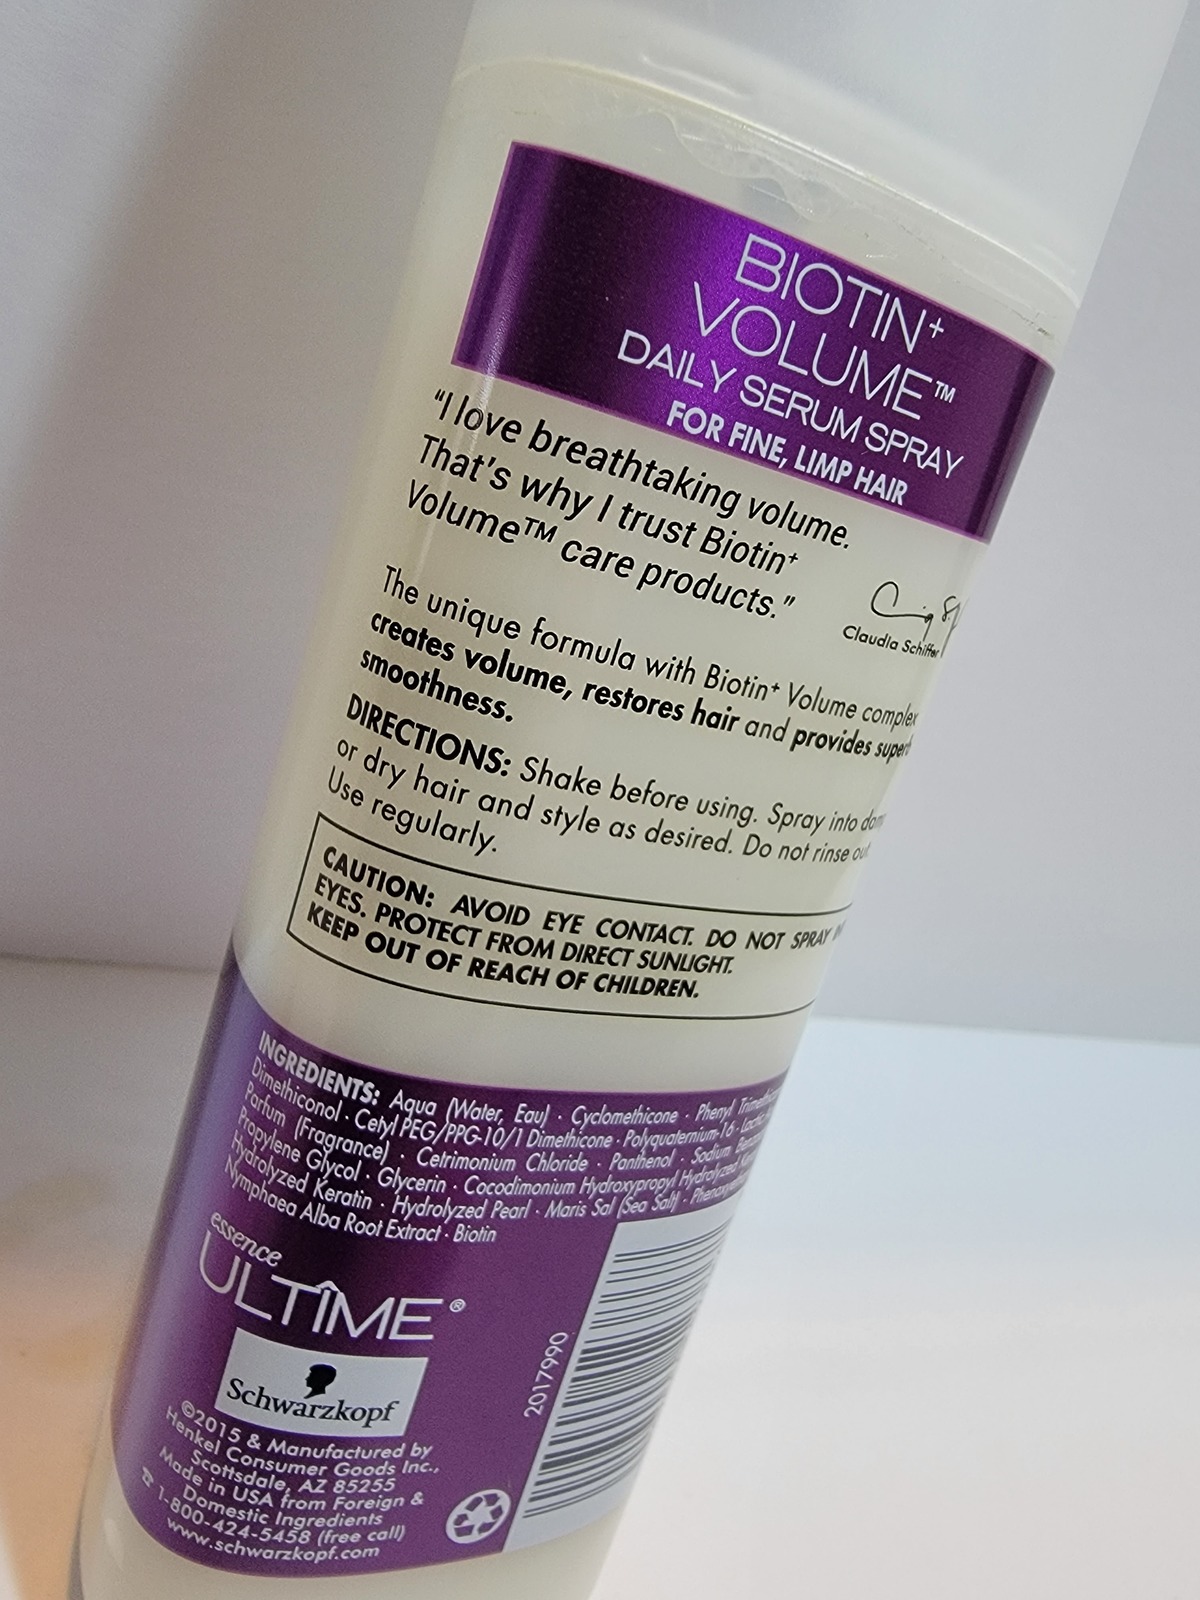 BIOTIN+
VOLUME™
DAILY SERUM SPRAY
FOR FINE, LIMP HAIR
“I love breathtaking volume.
That’s why I trust Biotin+
Volume™ care products.”
Claudia Schiffer
The unique formula with Biotin+ Volume complex
creates volume, restores hair and provides superb
smoothness.
DIRECTIONS: Shake before using. Spray into
or dry hair and style as desired. Do not rinse
Use regularly.
CAUTION: AVOID EYE CONTACT. DO NOT SPRAY
EYES. PROTECT FROM DIRECT SUNLIGHT.
KEEP OUT OF REACH OF CHILDREN.
INGREDIENTS: Aqua (Water, Eau) · Cyclomethicone · Phenyl
Dimethiconol · Cetyl PEG/PPG-10/1 Dimethicone · Polyquaternium-16 ·
Parfum (Fragrance) · Cetrimonium Chloride · Panthenol · Sodium
Propylene Glycol · Glycerin · Cocodimonium Hydroxypropyl Hydrolyzed
Hydrolyzed Keratin · Hydrolyzed Pearl · Maris Sal (Sea Salt) ·
Nymphaea Alba Root Extract · Biotin
essence
ULTÎME®
Schwarzkopf
2017990
©2015 & Manufactured by
Henkel Consumer Goods Inc.,
Scottsdale, AZ 85255
Made in USA from Foreign &
Domestic Ingredients
☎ 1-800-424-5458 (free call)
www.schwarzkopf.com